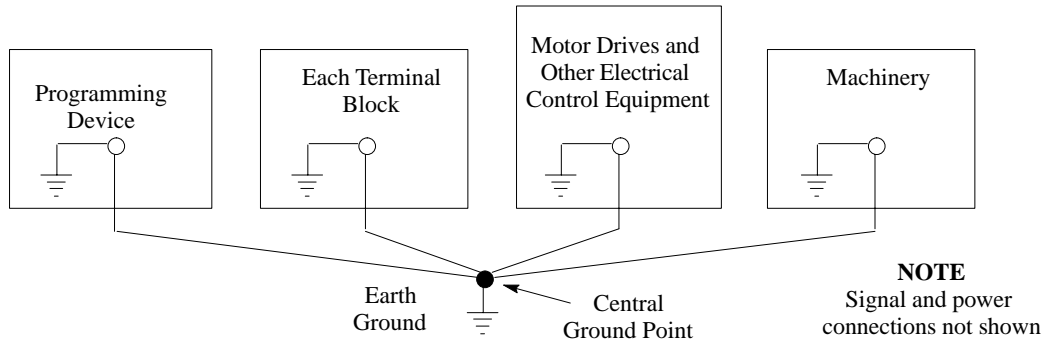 Programming
Device
Each Terminal
Block
Motor Drives and
Other Electrical
Control Equipment
Machinery
Earth
Ground
Central
Ground Point
NOTE
Signal and power
connections not shown